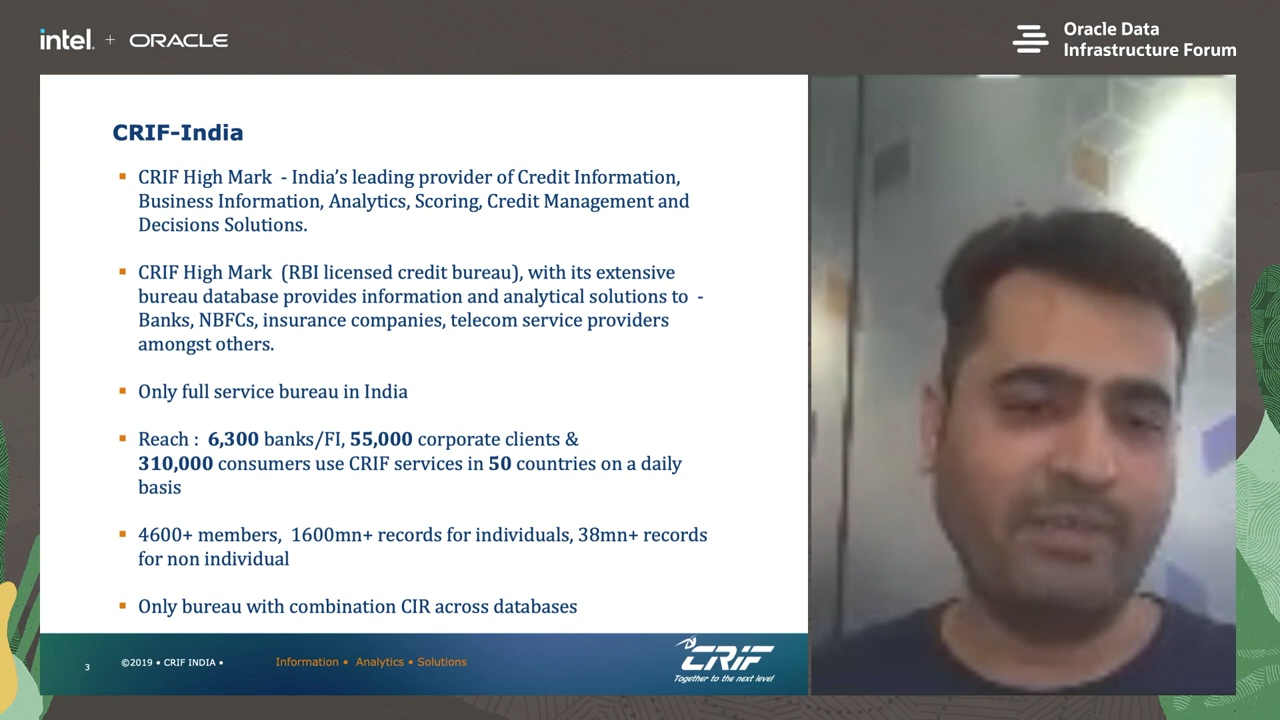 intel. + ORACLE
Oracle Data
Infrastructure Forum
CRIF-India
▪ CRIF High Mark - India’s leading provider of Credit Information,
Business Information, Analytics, Scoring, Credit Management and
Decisions Solutions.
▪ CRIF High Mark (RBI licensed credit bureau), with its extensive
bureau database provides information and analytical solutions to -
Banks, NBFCs, insurance companies, telecom service providers
amongst others.
▪ Only full service bureau in India
▪ Reach : 6,300 banks/FI, 55,000 corporate clients &
310,000 consumers use CRIF services in 50 countries on a daily
basis
▪ 4600+ members, 1600mn+ records for individuals, 38mn+ records
for non individual
▪ Only bureau with combination CIR across databases
3
©2019 • CRIF INDIA •
Information • Analytics • Solutions
CRIF
Together to the next level